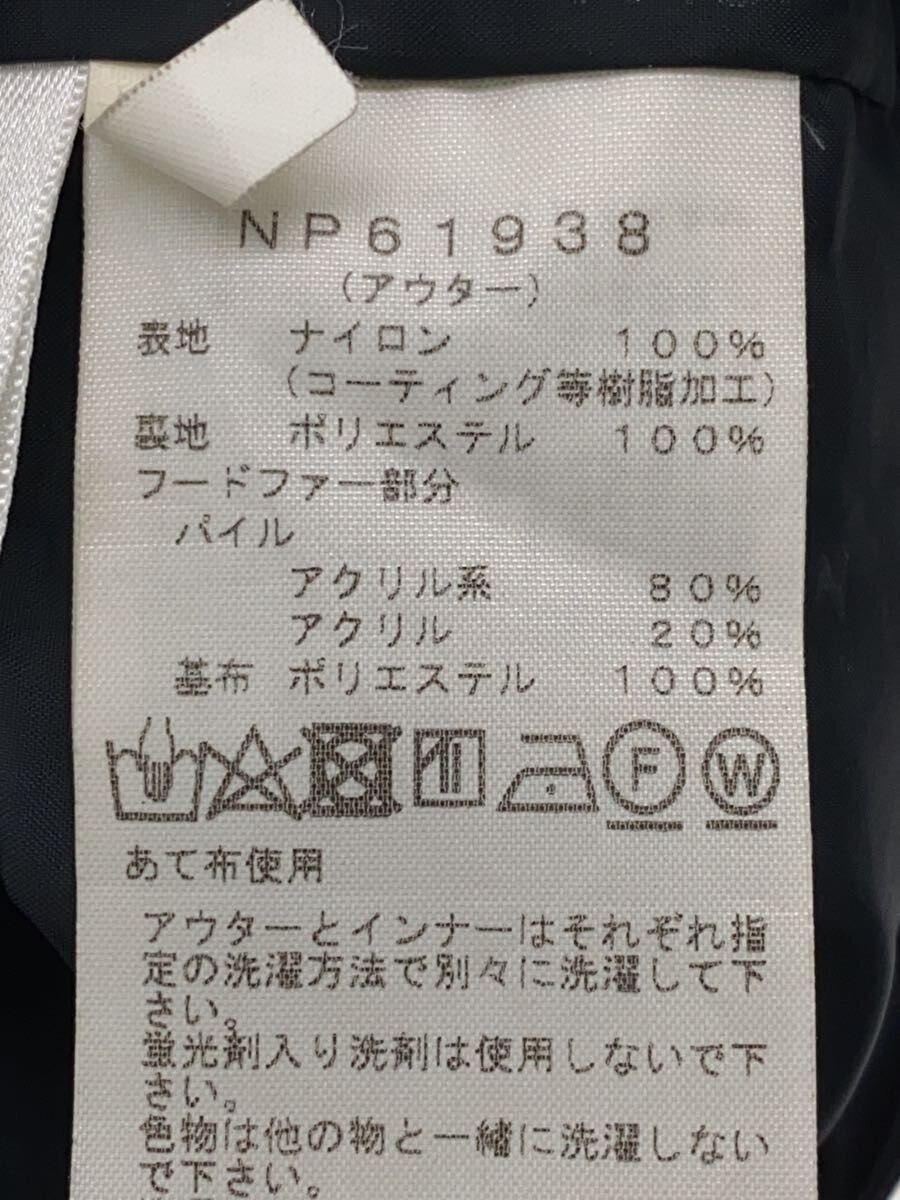 NP61938
(アウター)
表地 ナイロン 100%
(コーティング等樹脂加工)
裏地 ポリエステル 100%
フードファー部分
パイル
アクリル系 80%
アクリル 20%
基布 ポリエステル 100%
F W
あて布使用
アウターとインナーはそれぞれ指
定の洗濯方法で別々に洗濯して下
さい。
蛍光剤入り洗剤は使用しないで下
さい。
色物は他の物と一緒に洗濯しない
で下さい。